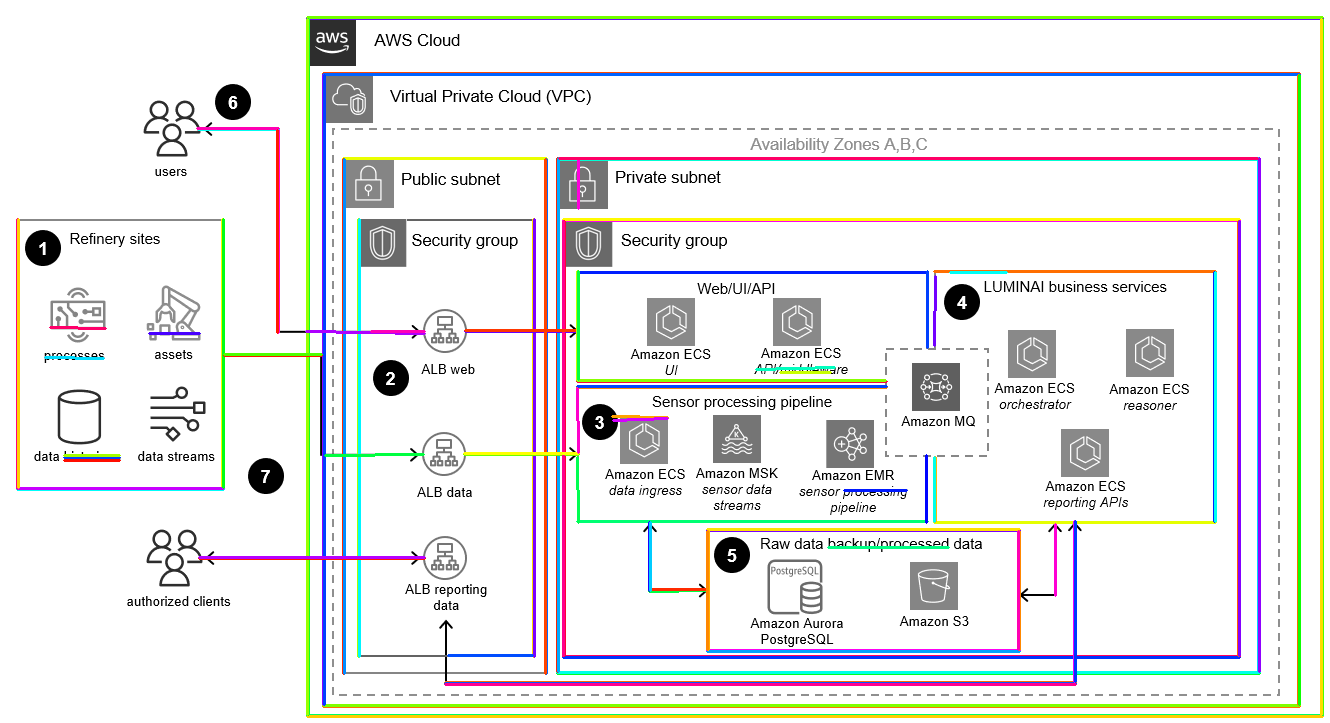 aws
AWS Cloud
Virtual Private Cloud (VPC)
Availability Zones A,B,C
6
users
Public subnet
Private subnet
1
Refinery sites
Security group
Security group
Web/UI/API
4
LUMINAI business services
processes
assets
2
ALB web
Amazon ECS
UI
Amazon ECS
API/middleware
Amazon MQ
Amazon ECS
orchestrator
Amazon ECS
reasoner
data
data streams
3
Sensor processing pipeline
7
ALB data
Amazon ECS
data ingress
Amazon MSK
sensor data
streams
Amazon EMR
sensor processing
pipeline
Amazon ECS
reporting APIs
5
Raw data backup/processed data
authorized clients
ALB reporting
data
PostgreSQL
Amazon Aurora
PostgreSQL
Amazon S3